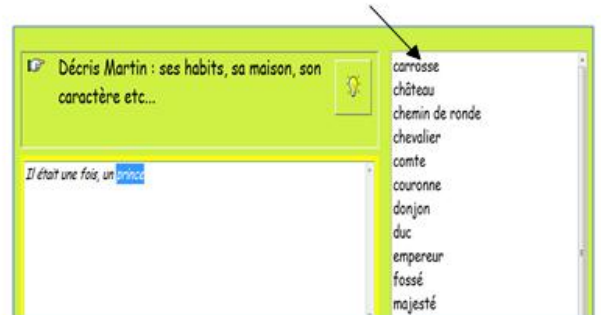 Décris Martin : ses habits, sa maison, son
caractère etc...
Il était une fois, un prince
carrosse
château
chemin de ronde
chevalier
comte
couronne
donjon
duc
empereur
fossé
majesté